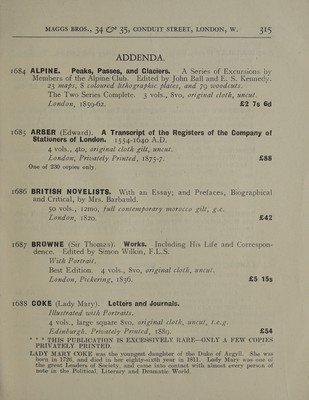 MAGGS BROS., 34 & 35, CONDUIT STREET, LONDON, W. 315
ADDENDA.
1684 ALPINE. Peaks, Passes, and Glaciers. A Series of Excursions by
Members of the Alpine Club. Edited by John Ball and E. S. Kennedy.
23 maps, 8 coloured lithographic plates, and 79 woodcuts.
The Two Series Complete. 3 vols., 8vo, original cloth, uncut.
London, 1859-62. £2 7s 6d
1685 ARBER (Edward). A Transcript of the Registers of the Company of
Stationers of London. 1554-1640 A.D.
4 vols., 4to, original cloth gilt, uncut.
London, Privately Printed, 1875-7. £88
One of 230 copies only.
1686 BRITISH NOVELISTS. With an Essay; and Prefaces, Biographical
and Critical, by Mrs. Barbauld.
50 vols., 12mo, full contemporary morocco gilt, g.e.
London, 1820. £42
1687 BROWNE (Sir Thomas). Works. Including His Life and Correspon-
dence. Edited by Simon Wilkin, F.L.S.
With Portrait.
Best Edition. 4 vols., 8vo, original cloth, uncut.
London, Pickering, 1836. £5 15s
1688 COKE (Lady Mary). Letters and Journals.
Illustrated with Portraits.
4 vols., large square 8vo, original cloth, uncut, t.e.g.
Edinburgh, Privately Printed, 1889. £54
* * * THIS PUBLICATION IS EXCESSIVELY RARE—ONLY A FEW COPIES
PRIVATELY PRINTED.
LADY MARY COKE was the youngest daughter of the Duke of Argyll. She was
born in 1726, and died in her eighty-sixth year in 1811. Lady Mary was one of
the great Leaders of Society, and came into contact with almost every person of
note in the Political, Literary and Dramatic World.